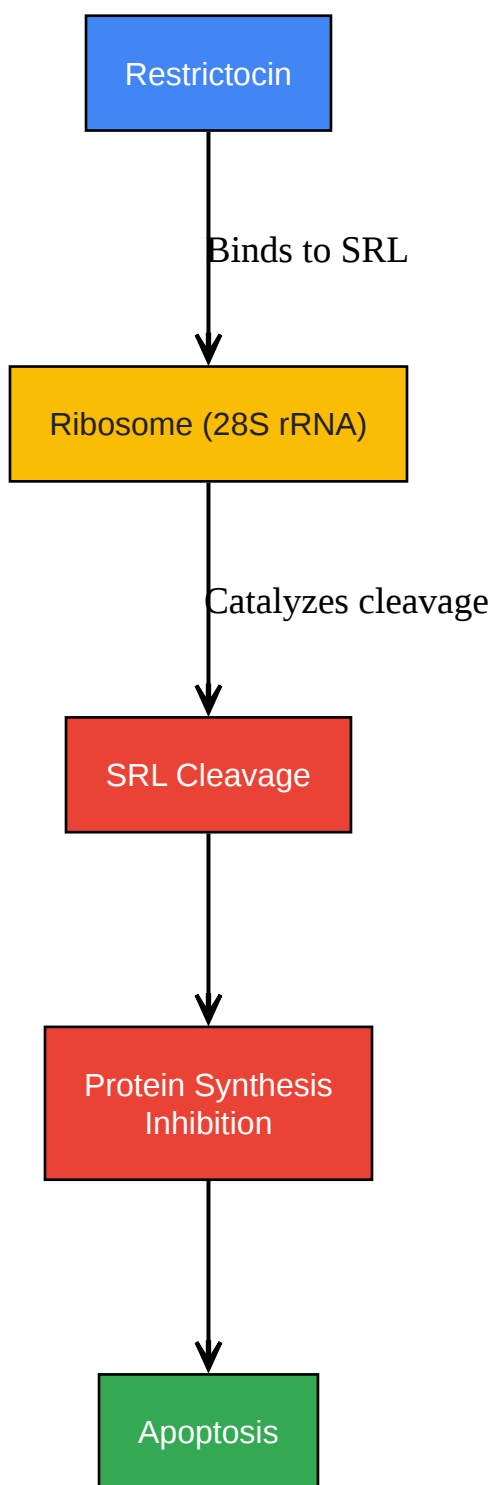 Restrictocin
Binds to SRL
Ribosome (28S rRNA)
Catalyzes cleavage
SRL Cleavage
Protein Synthesis
Inhibition
Apoptosis